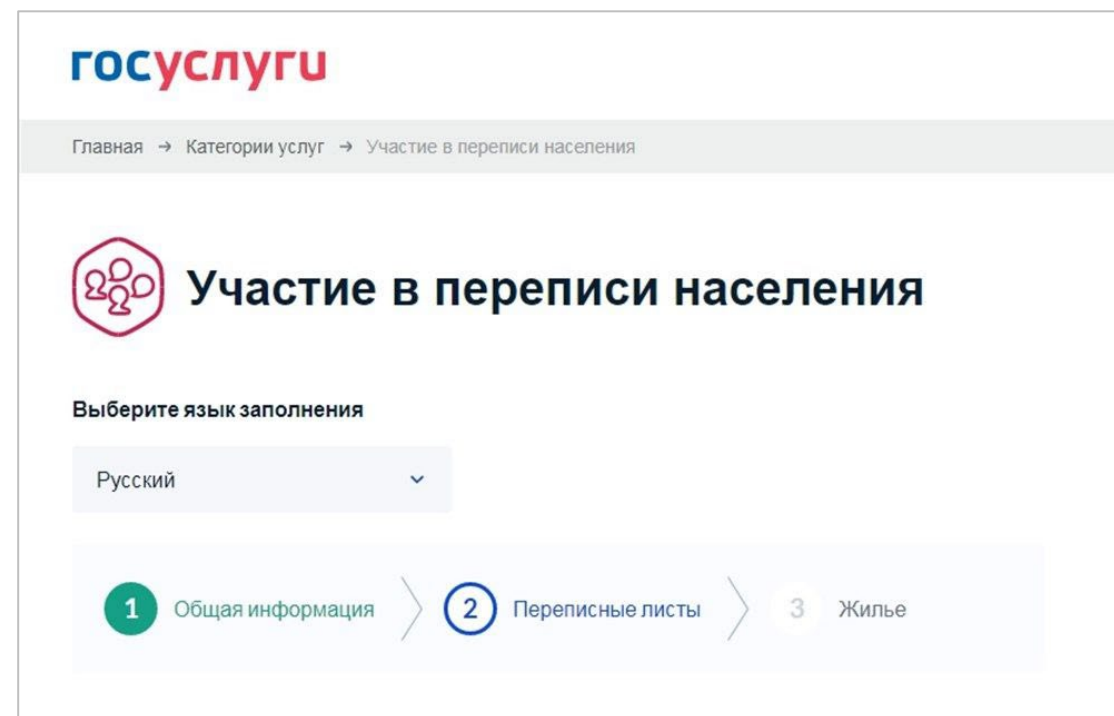 госуслуги
Главная → Категории услуг → Участие в переписи населения
Участие в переписи населения
Выберите язык заполнения
Русский
1 Общая информация 2 Переписные листы 3 Жилье